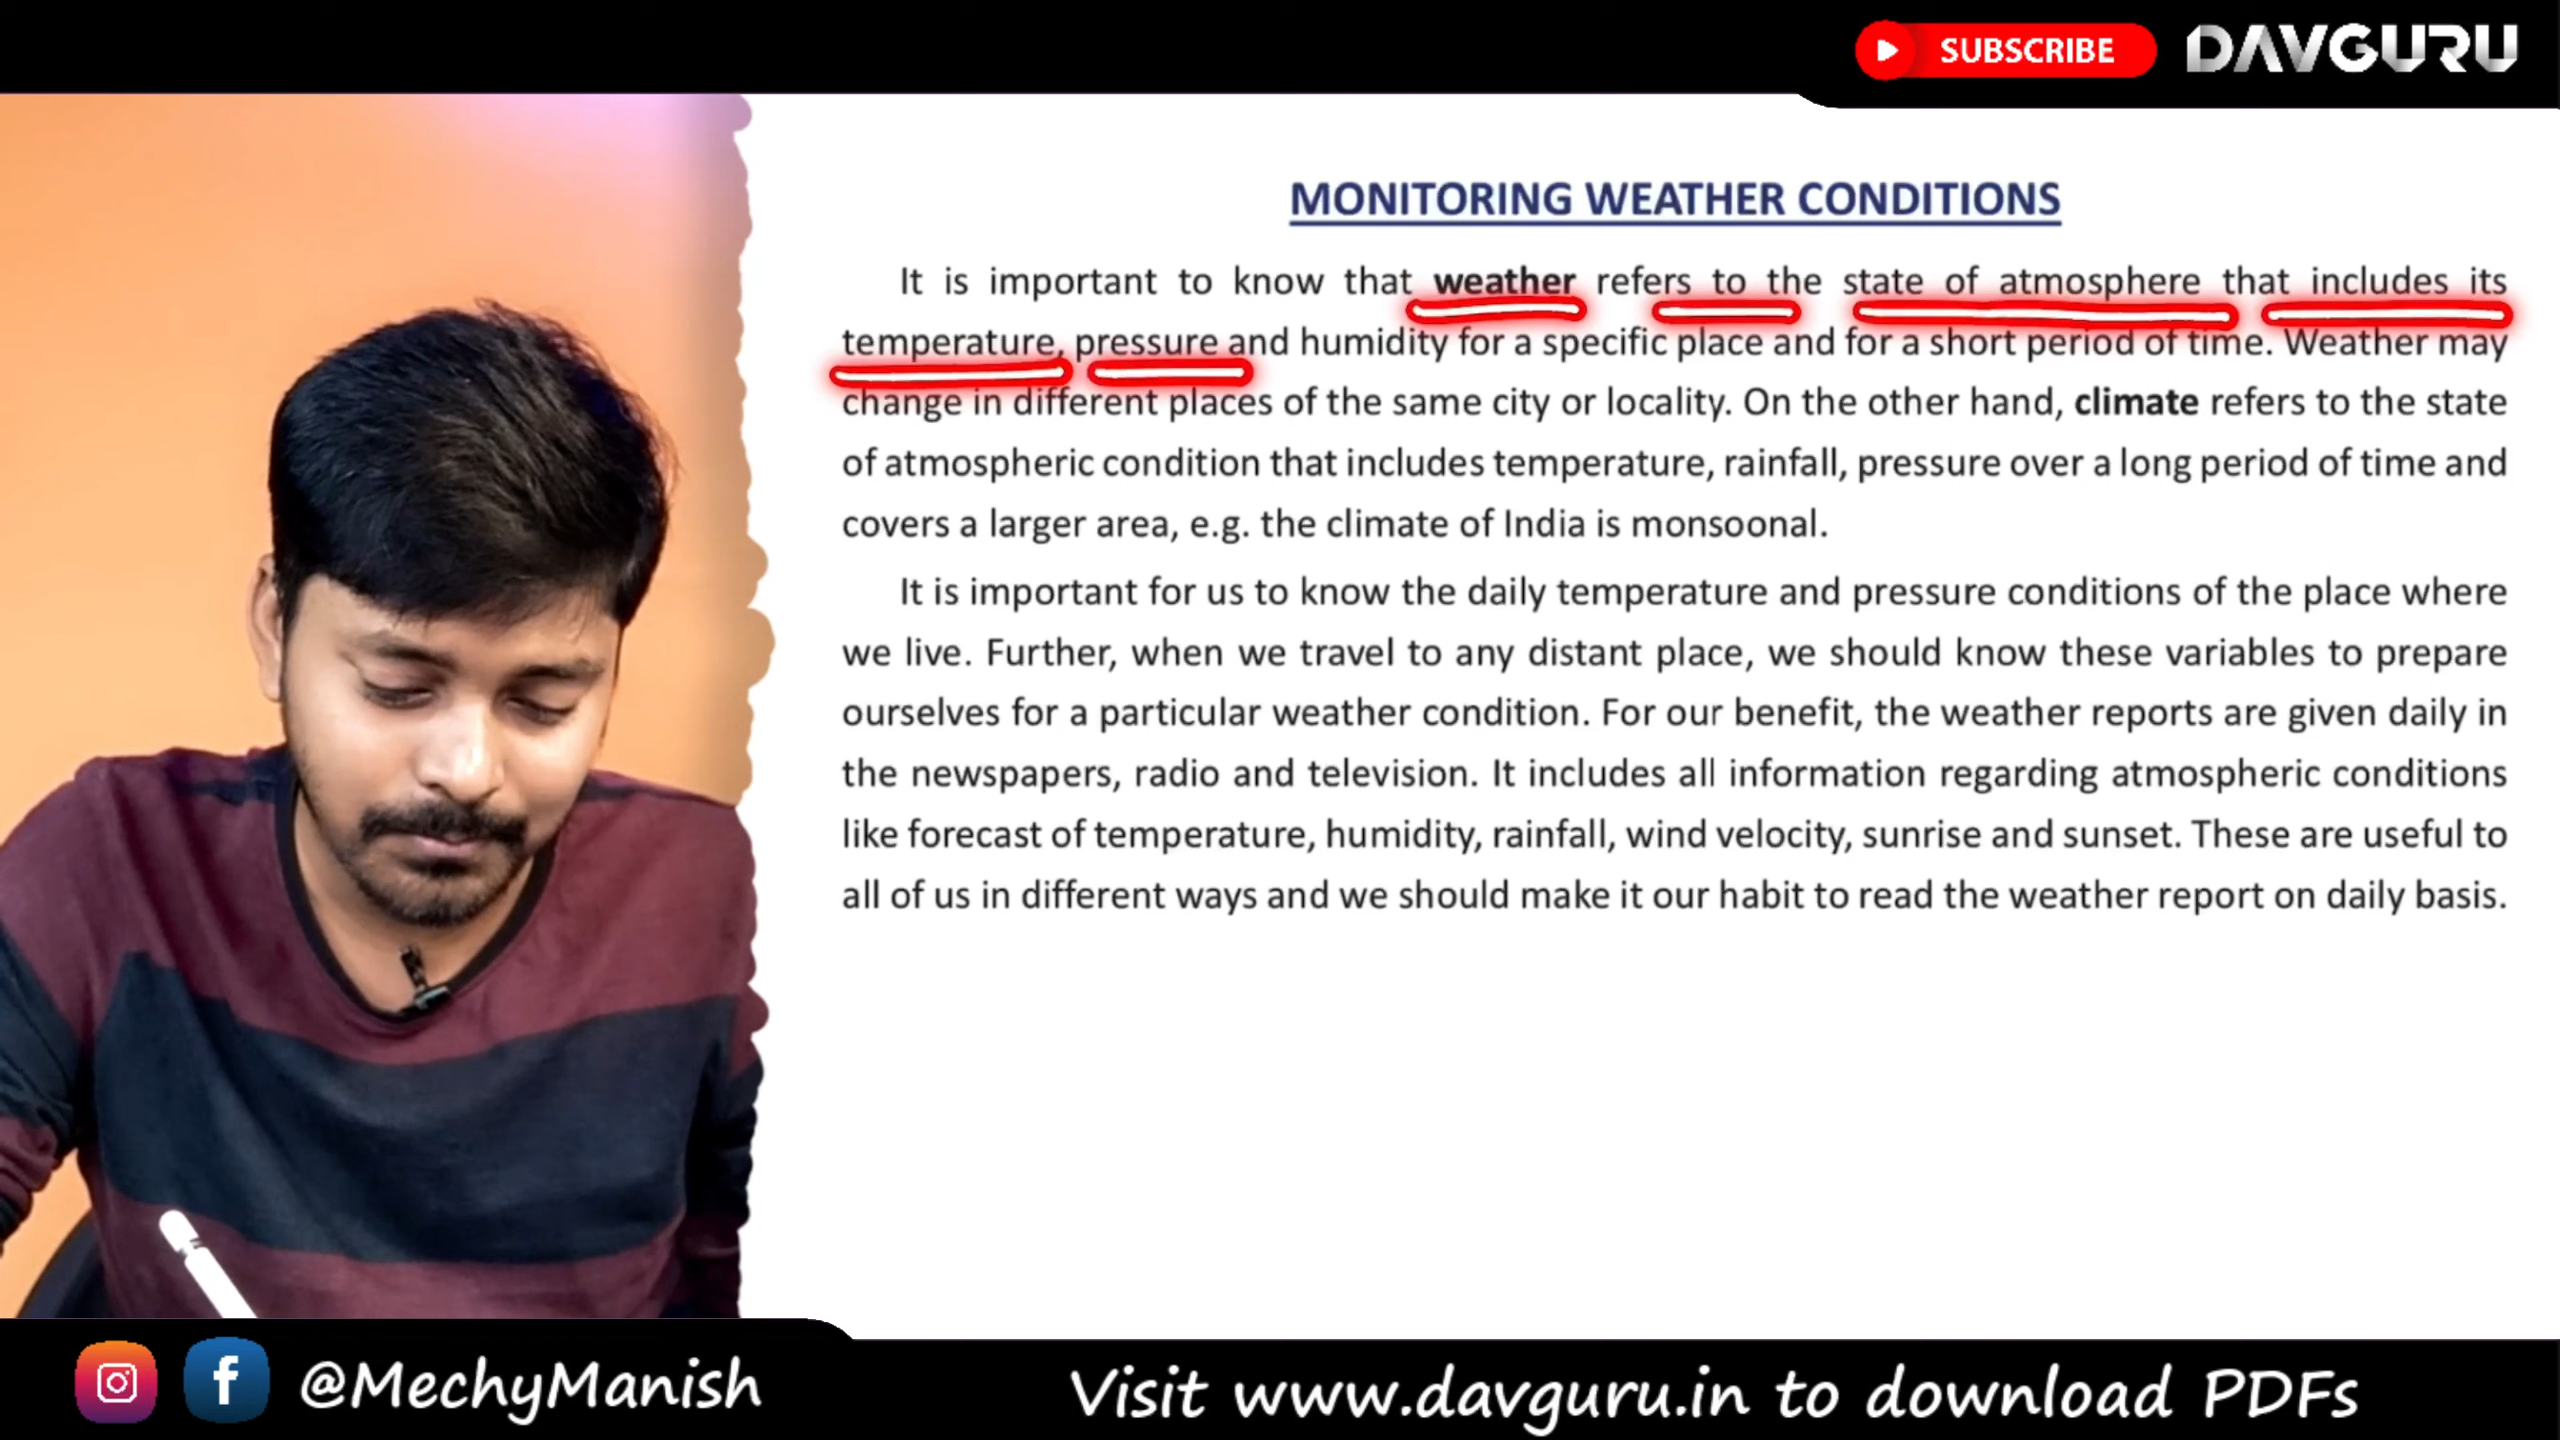 SUBSCRIBE DAVGURU
MONITORING WEATHER CONDITIONS
It is important to know that weather refers to the state of atmosphere that includes its
temperature, pressure and humidity for a specific place and for a short period of time. Weather may
change in different places of the same city or locality. On the other hand, climate refers to the state
of atmospheric condition that includes temperature, rainfall, pressure over a long period of time and
covers a larger area, e.g. the climate of India is monsoonal.
It is important for us to know the daily temperature and pressure conditions of the place where
we live. Further, when we travel to any distant place, we should know these variables to prepare
ourselves for a particular weather condition. For our benefit, the weather reports are given daily in
the newspapers, radio and television. It includes all information regarding atmospheric conditions
like forecast of temperature, humidity, rainfall, wind velocity, sunrise and sunset. These are useful to
all of us in different ways and we should make it our habit to read the weather report on daily basis.
@MechyManish
Visit www.davguru.in to download PDFs